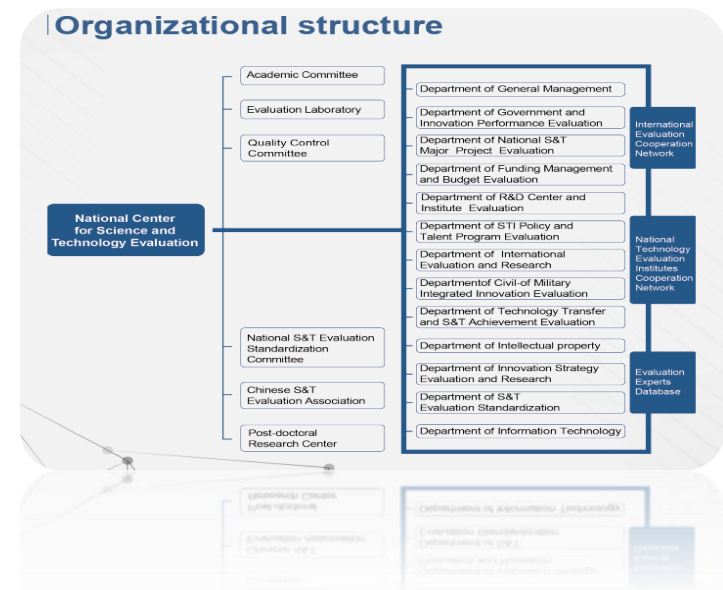 Organizational structure
National Center
for Science and
Technology Evaluation
Academic Committee
Evaluation Laboratory
Quality Control
Committee
National S&T Evaluation
Standardization
Committee
Chinese S&T
Evaluation Association
Post-doctoral
Research Center
Department of General Management
Department of Government and
Innovation Performance Evaluation
Department of National S&T
Major Project Evaluation
Department of Funding Management
and Budget Evaluation
Department of R&D Center and
Institute Evaluation
Department of STI Policy and
Talent Program Evaluation
Department of International
Evaluation and Research
Departmentof Civil-of Military
Integrated Innovation Evaluation
Department of Technology Transfer
and S&T Achievement Evaluation
Department of Intellectual property
Department of Innovation Strategy
Evaluation and Research
Department of S&T
Evaluation Standardization
Department of Information Technology
International
Evaluation
Cooperation
Network
National
Technology
Evaluation
Institutes
Cooperation
Network
Evaluation
Experts
Database